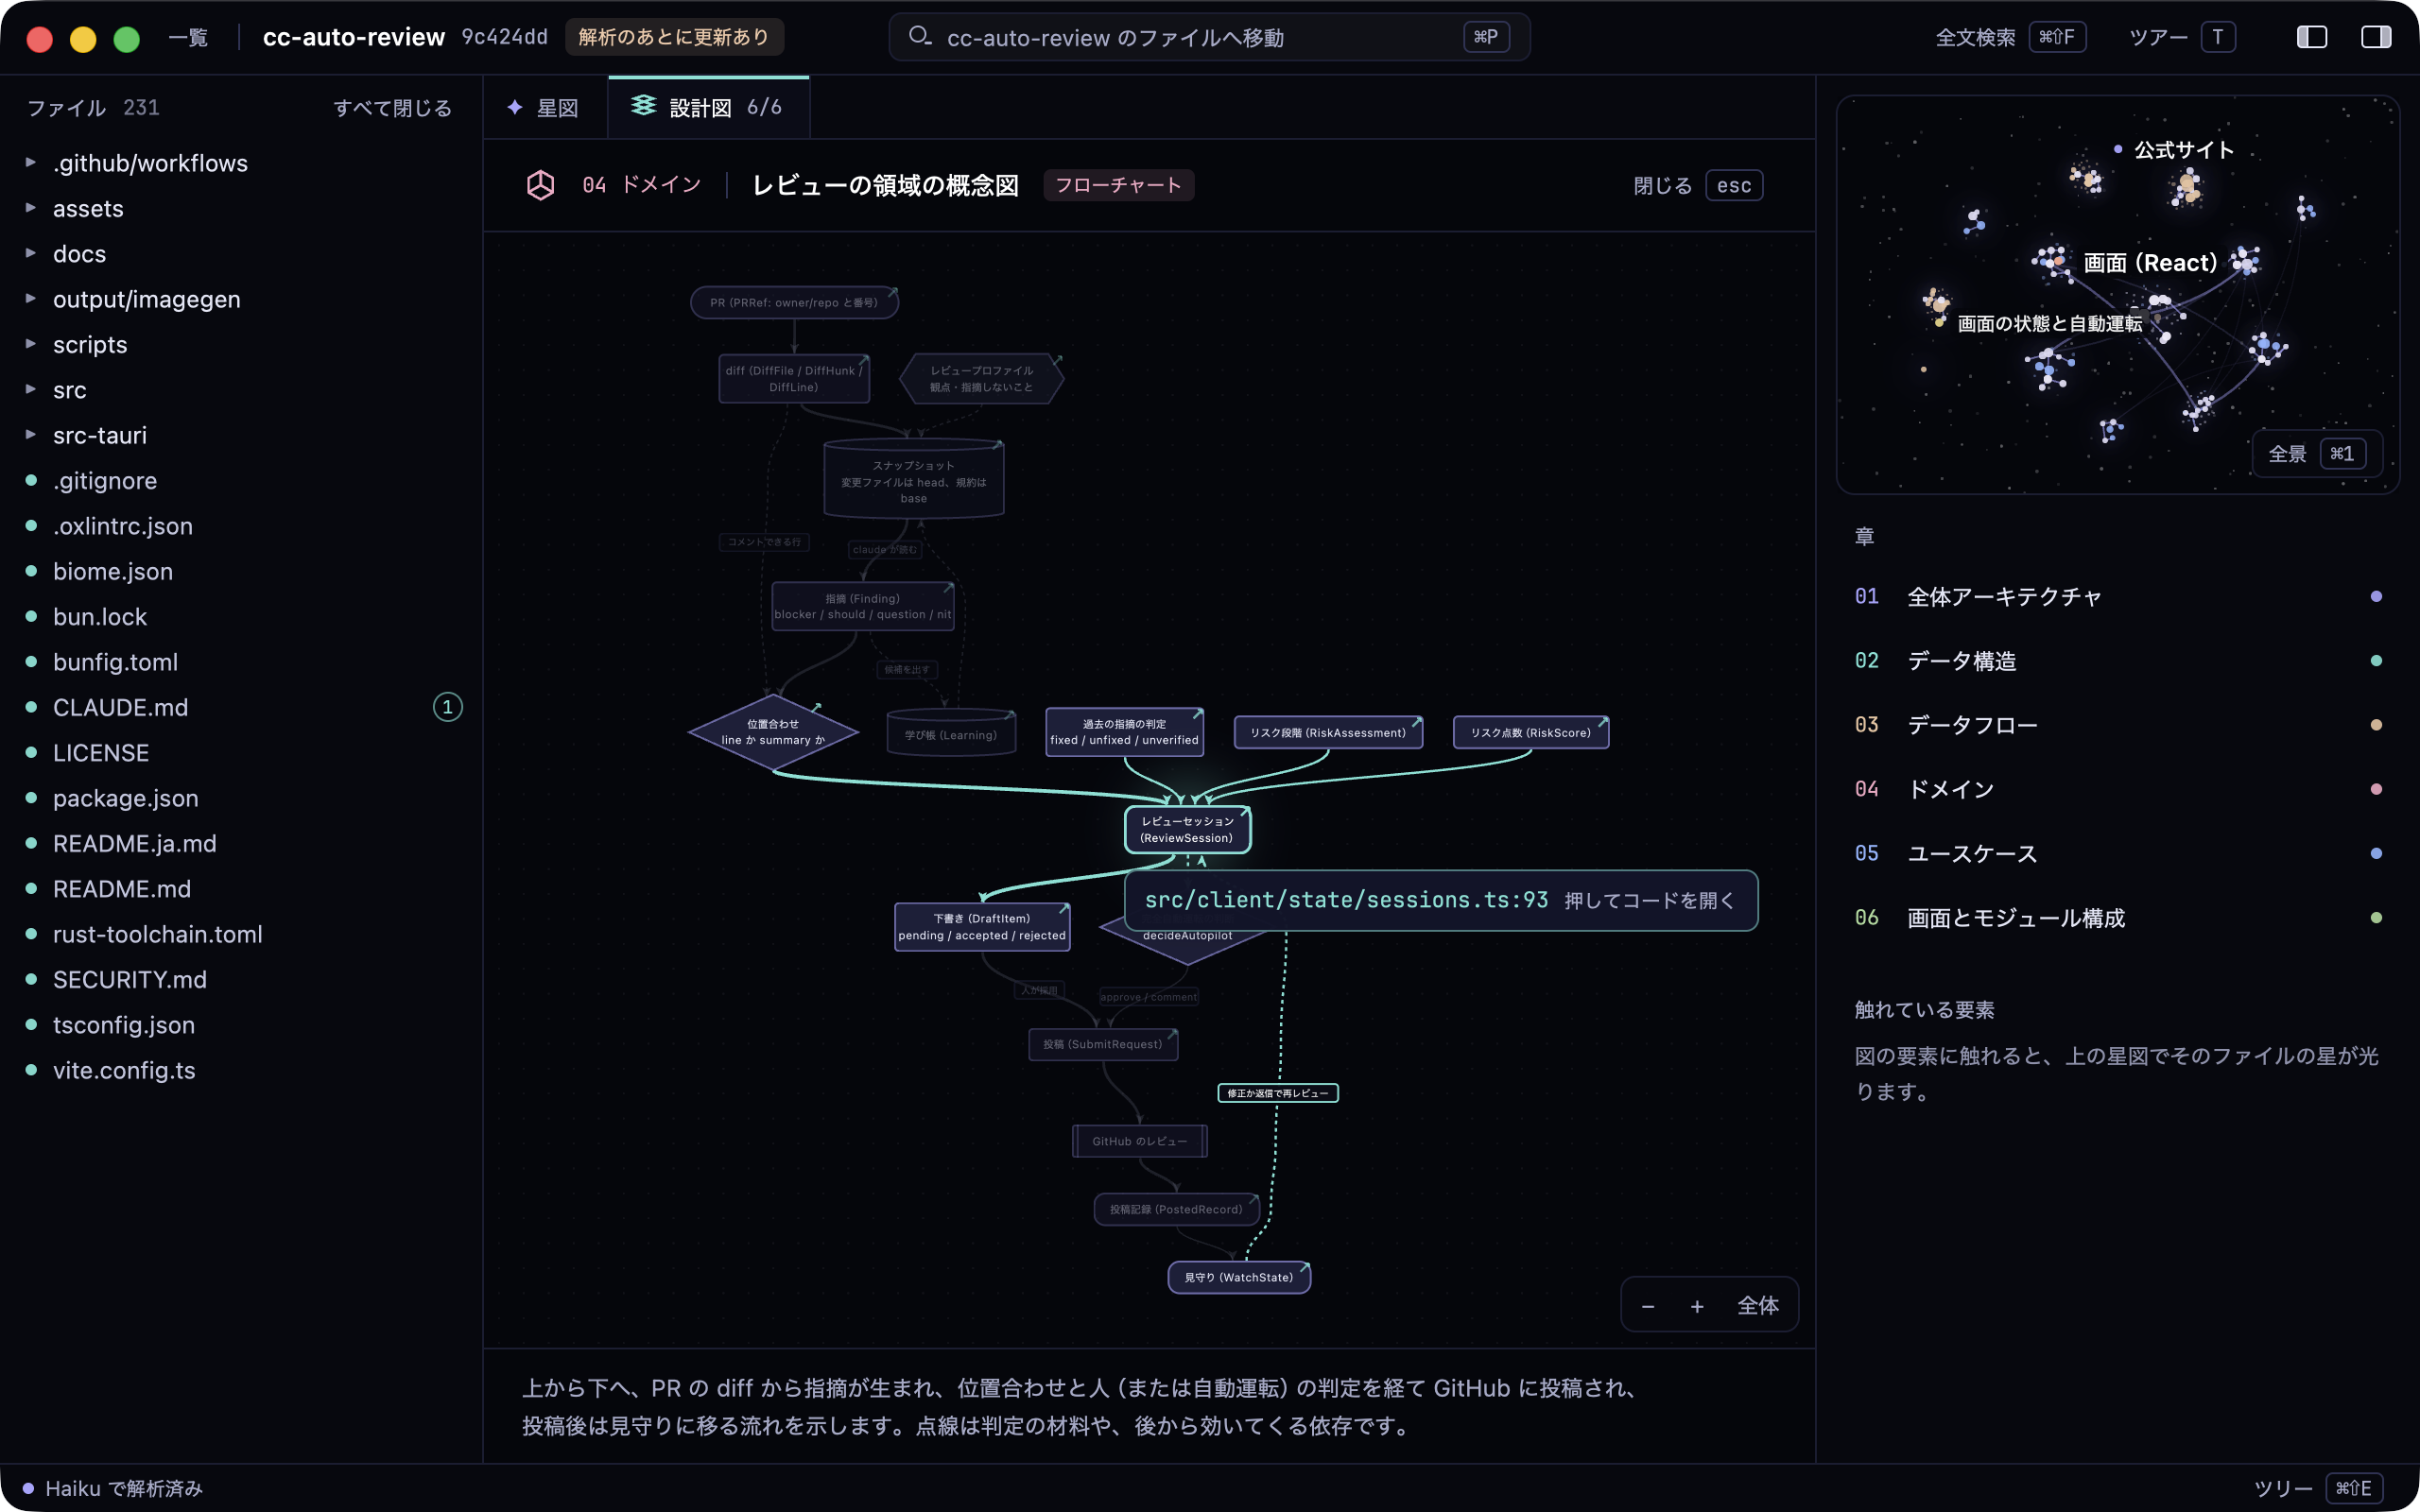 一覧
cc-auto-review 9c424dd 解析のあとに更新あり
cc-auto-review のファイルへ移動 ⌘P
全文検索 ⌘⇧F
ツアー T
ファイル 231 すべて閉じる
.github/workflows
assets
docs
output/imagegen
scripts
src
src-tauri
.gitignore
.oxlintrc.json
biome.json
bun.lock
bunfig.toml
CLAUDE.md 1
LICENSE
package.json
README.ja.md
README.md
rust-toolchain.toml
SECURITY.md
tsconfig.json
vite.config.ts
星図
設計図 6/6
04 ドメイン
レビューの領域の概念図
フローチャート
閉じる esc
PR (PRRef: owner/repo と番号)
diff (DiffFile / DiffHunk /
DiffLine)
レビュープロファイル
観点・指摘しないこと
スナップショット
変更ファイルは head、規約は
base
コメントできる行
claude が読む
指摘 (Finding)
blocker / should / question / nit
候補を出す
位置合わせ
line か summary か
学び帳 (Learning)
過去の指摘の判定
fixed / unfixed / unverified
リスク段階 (RiskAssessment)
リスク点数 (RiskScore)
レビューセッション
(ReviewSession)
src/client/state/sessions.ts:93 押してコードを開く
下書き (DraftItem)
pending / accepted / rejected
decideAutopilot
人が採用
approve / comment
投稿 (SubmitRequest)
修正か返信で再レビュー
GitHub のレビュー
投稿記録 (PostedRecord)
見守り (WatchState)
− + 全体
上から下へ、PR の diff から指摘が生まれ、位置合わせと人（または自動運転）の判定を経て GitHub に投稿され、
投稿後は見守りに移る流れを示します。点線は判定の材料や、後から効いてくる依存です。
公式サイト
画面（React）
画面の状態と自動運転
全景 ⌘1
章
01 全体アーキテクチャ
02 データ構造
03 データフロー
04 ドメイン
05 ユースケース
06 画面とモジュール構成
触れている要素
図の要素に触れると、上の星図でそのファイルの星が光
ります。
Haiku で解析済み
ツリー ⌘⇧E